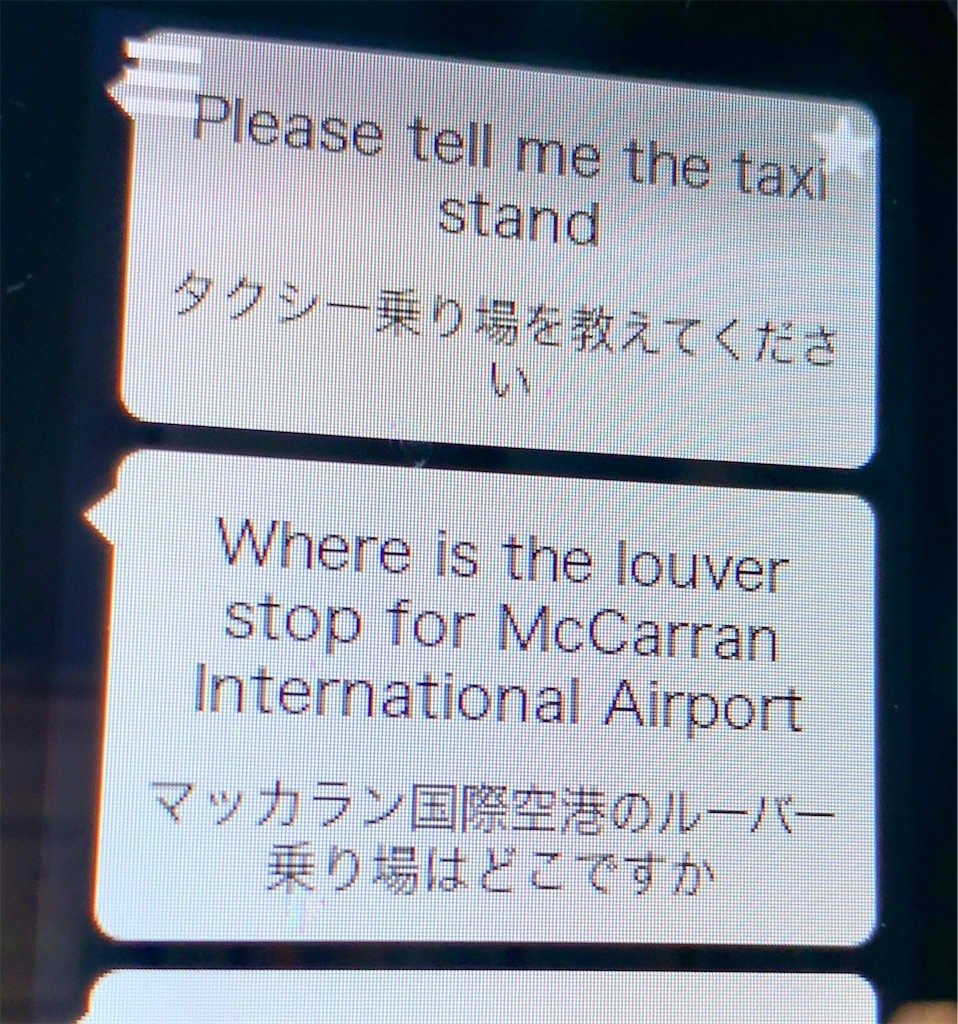 Please tell me the taxi
stand
タクシー乗り場を教えてくださ
い
Where is the louver
stop for McCarran
International Airport
マッカラン国際空港のルーバー
乗り場はどこですか